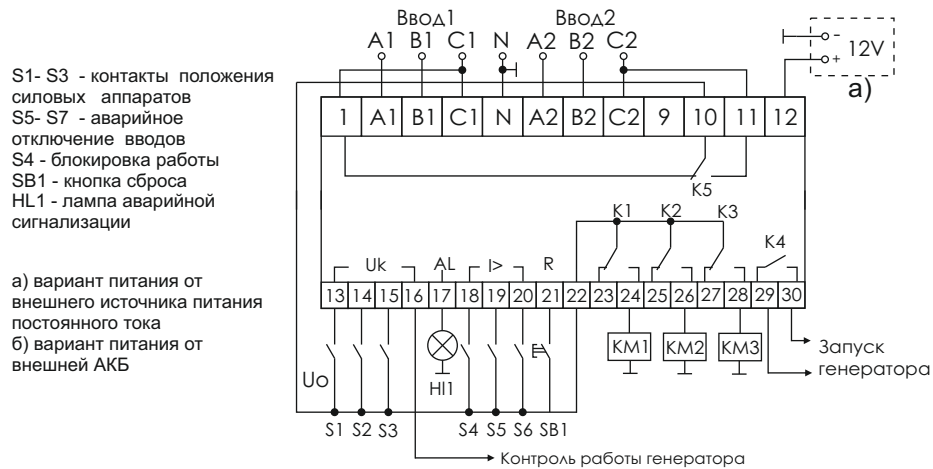 Ввод1 Ввод2
A1 B1 C1 N A2 B2 C2
- 12V
+
а)
S1- S3 - контакты положения
силовых аппаратов
S5- S7 - аварийное
отключение вводов
S4 - блокировка работы
SB1 - кнопка сброса
HL1 - лампа аварийной
сигнализации
а) вариант питания от
внешнего источника питания
постоянного тока
б) вариант питания от
внешней АКБ
1 A1 B1 C1 N A2 B2 C2 9 10 11 12
K5
K1 K2 K3
K4
Uk AL I> R
13 14 15 16 17 18 19 20 21 22 23 24 25 26 27 28 29 30
Uo
Hl1
KM1 KM2 KM3
Запуск
генератора
S1 S2 S3 S4 S5 S6 SB1
Контроль работы генератора